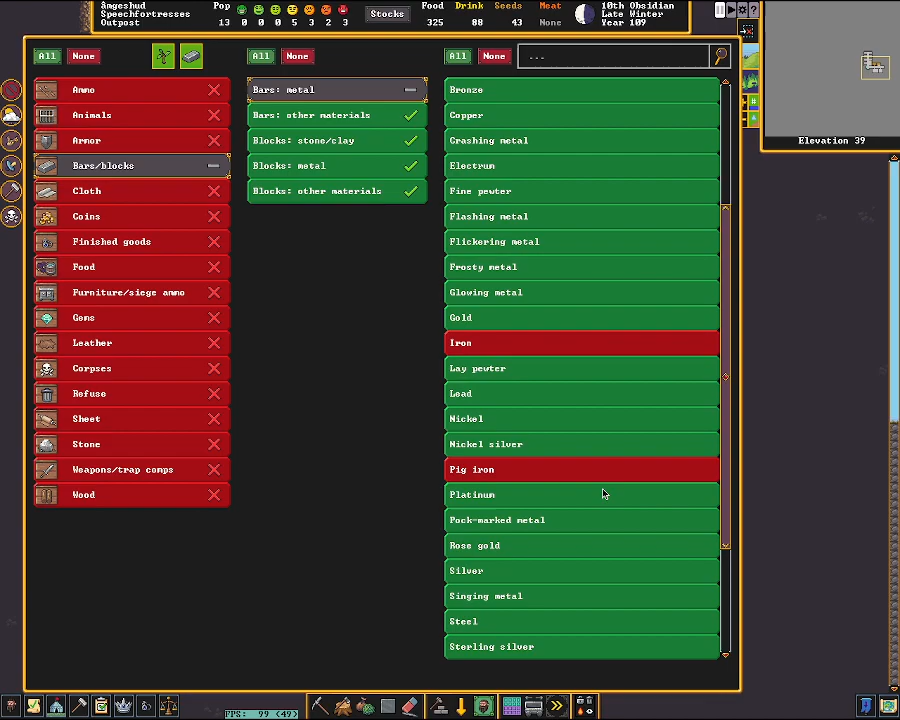 Ameshud
Speechfortresses
Outpost
Pop
13 0 0 0 5 3 2 3
Stocks
Food Drink Seeds Meat
325 88 43 None
10th Obsidian
Late Winter
Year 109
Elevation 39
All None
All None
All None
...
Ammo
Animals
Armor
Bars/blocks
Cloth
Coins
Finished goods
Food
Furniture/siege ammo
Gems
Leather
Corpses
Refuse
Sheet
Stone
Weapons/trap comps
Wood
Bars: metal
Bars: other materials
Blocks: stone/clay
Blocks: metal
Blocks: other materials
Bronze
Copper
Crashing metal
Electrum
Fine pewter
Flashing metal
Flickering metal
Frosty metal
Glowing metal
Gold
Iron
Lay pewter
Lead
Nickel
Nickel silver
Pig iron
Platinum
Pock-marked metal
Rose gold
Silver
Singing metal
Steel
Sterling silver
FPS: 99 (49)